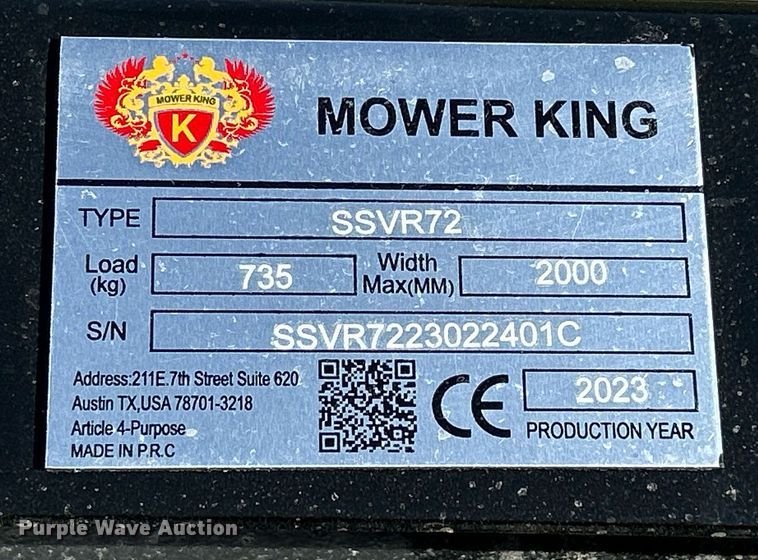 MOWER KING
K
MOWER KING
TYPE SSVR72
Load (kg) 735 Width Max(MM) 2000
S/N SSVR7223022401C
Address:211E.7th Street Suite 620
Austin TX,USA 78701-3218
Article 4-Purpose
MADE IN P.R.C
CE
2023
PRODUCTION YEAR
Purple Wave Auction